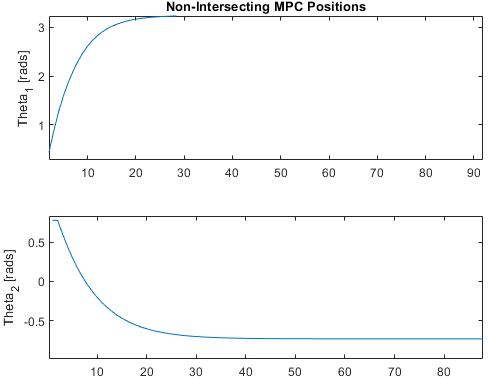 Non-Intersecting MPC Positions
Theta1 [rads]
3
2
1
10 20 30 40 50 60 70 80 90
Theta2 [rads]
0.5
0
-0.5
10 20 30 40 50 60 70 80